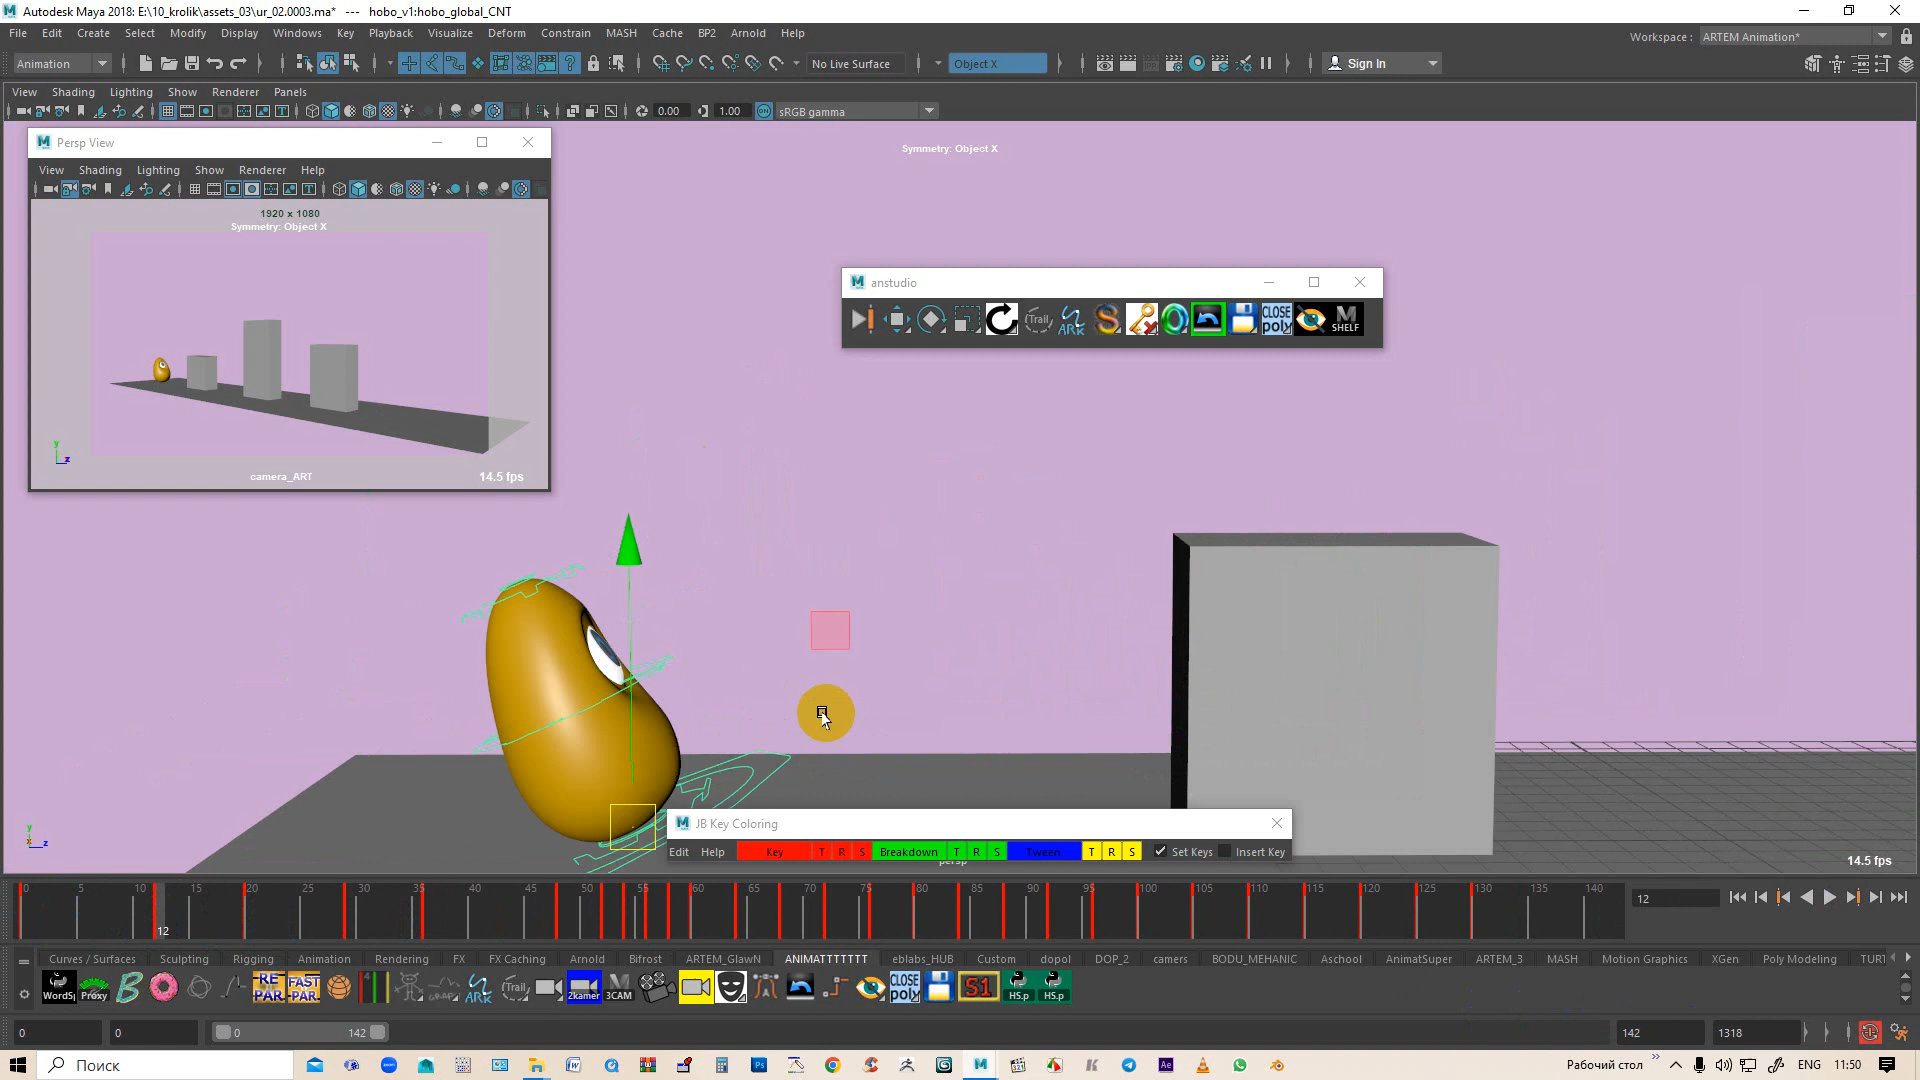 Autodesk Maya 2018: E:\10_krolik\assets_03\ur_02.0003.ma* --- hobo_v1:hobo_global_CNT
File Edit Create Select Modify Display Windows Key Playback Visualize Deform Constrain MASH Cache BP2 Arnold Help
Workspace : ARTEM Animation*
Animation No Live Surface Object X Sign In
View Shading Lighting Show Renderer Panels
0.00 1.00 ON sRGB gamma
Persp View
View Shading Lighting Show Renderer Help
1920 x 1080
Symmetry: Object X
camera_ART
14.5 fps
Symmetry: Object X
anstudio
Trail ARk CLOSE poly M SHELF
JB Key Coloring
Edit Help Key T R S Breakdown T R S Tween T R S Set Keys Insert Key
persp
14.5 fps
0 5 10 15 20 25 30 35 40 45 50 55 60 65 70 75 80 85 90 95 100 105 110 115 120 125 130 135 140
12
12
Curves / Surfaces Sculpting Rigging Animation Rendering FX FX Caching Arnold Bifrost ARTEM_GlawN ANIMATTTTTTT eblabs_HUB Custom dopol DOP_2 camers BODU_MEHANIC Aschool AnimatSuper ARTEM_3 MASH Motion Graphics XGen Poly Modeling TURT
WordS Proxy RE PAR FAST PAR ARK Trail 2kamer 3CAM CLOSE poly S1 HS.p HS.p
0 0 0 142 142 1318
Поиск
Рабочий стол
ENG 11:50